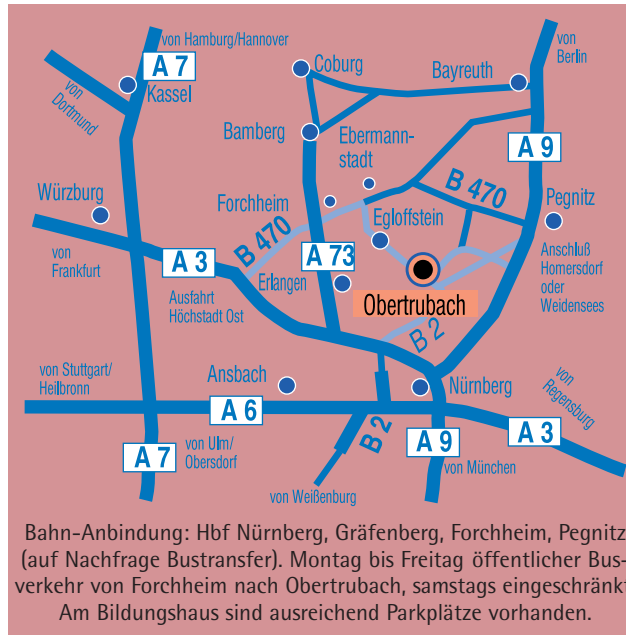 von Hamburg/Hannover
A 7
Kassel
von
Dortmund
Coburg
Bayreuth
von
Berlin
Bamberg
Ebermann-
stadt
A 9
Würzburg
Forchheim
B 470
B 470
Pegnitz
Egloffstein
von
Frankfurt
A 3
A 73
Anschluß
Homersdorf
oder
Weidensees
Ausfahrt
Höchstadt Ost
Erlangen
Obertrubach
B 2
von Stuttgart/
Heilbronn
Ansbach
Nürnberg
von
Regensburg
A 6
B 2
A 7
von Ulm/
Obersdorf
A 9
A 3
von München
von Weißenburg
Bahn-Anbindung: Hbf Nürnberg, Gräfenberg, Forchheim, Pegnitz
(auf Nachfrage Bustransfer). Montag bis Freitag öffentlicher Bus-
verkehr von Forchheim nach Obertrubach, samstags eingeschränkt
Am Bildungshaus sind ausreichend Parkplätze vorhanden.